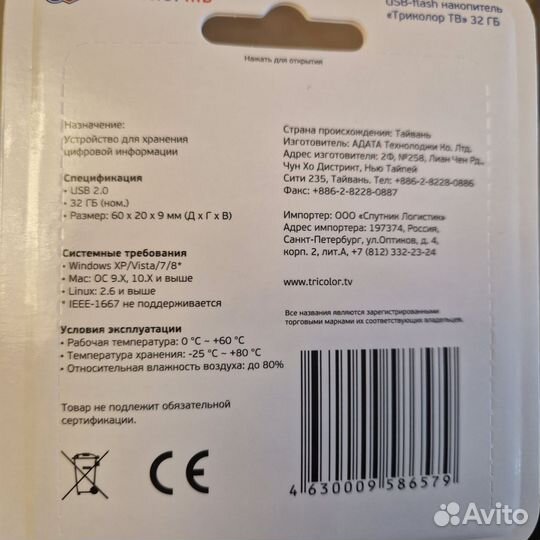 USB-flash накопитель
«Триколор ТВ» 32 ГБ
Нажать для открытия
Назначение:
Устройство для хранения
цифровой информации
Спецификация
• USB 2.0
• 32 ГБ (ном.)
• Размер: 60 x 20 x 9 мм (Д x Г x В)
Системные требования
• Windows XP/Vista/7/8*
• Mac: ОС 9.X, 10.X и выше
• Linux: 2.6 и выше
* IEEE-1667 не поддерживается
Условия эксплуатации
• Рабочая температура: 0 °C ~ +60 °C
• Температура хранения: -25 °C ~ +80 °C
• Относительная влажность воздуха: до 80%
Товар не подлежит обязательной
сертификации.
Страна происхождения: Тайвань
Изготовитель: АДАТА Технолоджи Ко. Лтд.
Адрес изготовителя: 2Ф, №258, Лиан Чен Рд.,
Чун Хо Дистрикт, Нью Тайпей
Сити 235, Тайвань. Тел: +886-2-8228-0886
Факс: +886-2-8228-0887
Импортер: ООО «Спутник Логистик»
Адрес импортера: 197374, Россия,
Санкт-Петербург, ул.Оптиков, д. 4,
корп. 2, лит.А, +7 (812) 332-23-24
www.tricolor.tv
Все названия являются зарегистрированными
торговыми марками их соответствующих владельцев.
CE
4 630009 586579
Avito